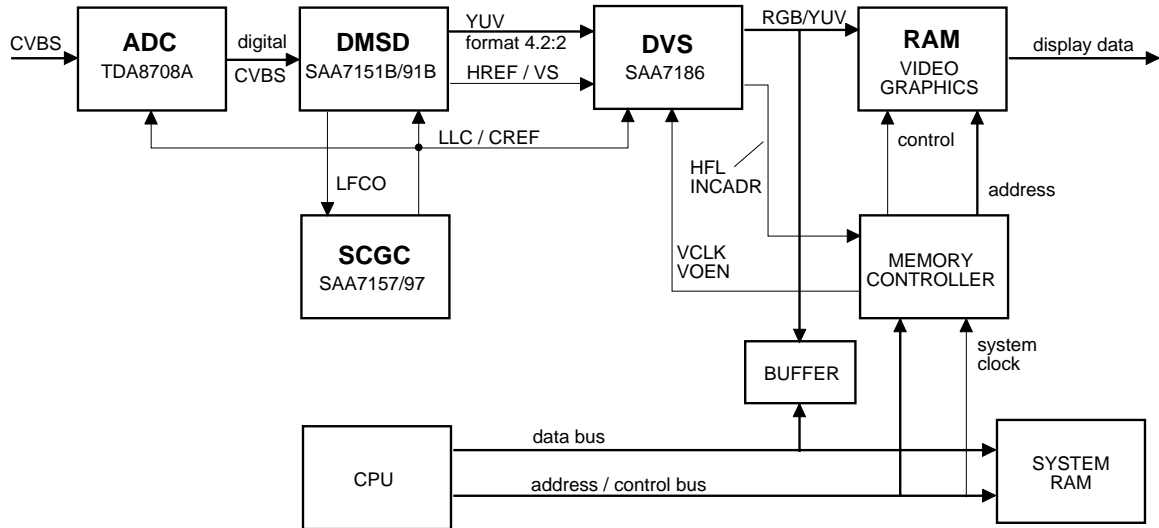 CVBS
ADC
TDA8708A
digital
CVBS
DMSD
SAA7151B/91B
YUV
format 4.2:2
HREF / VS
DVS
SAA7186
RGB/YUV
RAM
VIDEO
GRAPHICS
display data
LLC / CREF
LFCO
SCGC
SAA7157/97
HFL
INCADR
control
address
VCLK
VOEN
MEMORY
CONTROLLER
system
clock
BUFFER
CPU
data bus
address / control bus
SYSTEM
RAM